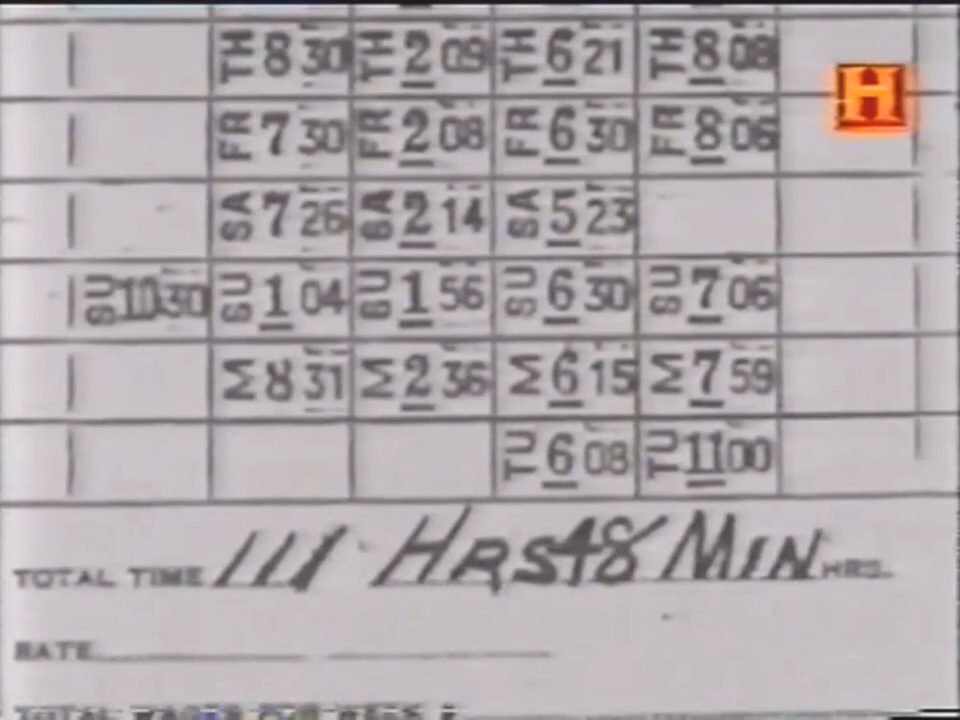 TH 8 30 TH 2 09 TH 6 21 TH 8 08
H
FR 7 30 FR 2 08 FR 6 30 FR 8 06
SA 7 26 SA 2 14 SA 5 23
SU 10 30 SU 1 04 SU 1 56 SU 6 30 SU 7 06
M 8 31 M 2 36 M 6 15 M 7 59
TU 6 08 TU 11 00
TOTAL TIME 111 HRS 48 MIN HRS.
RATE